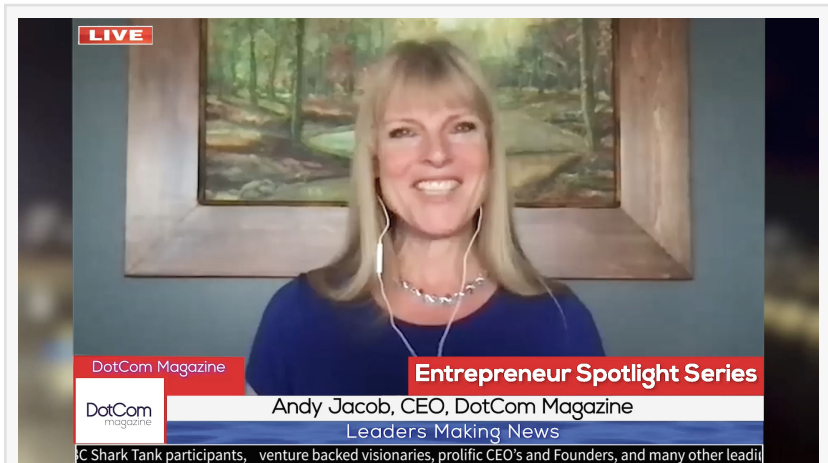 LIVE
DotCom Magazine
Entrepreneur Spotlight Series
DotCom
magazine
Andy Jacob, CEO, DotCom Magazine
Leaders Making News
Shark Tank participants, venture backed visionaries, prolific CEO's and Founders, and many other